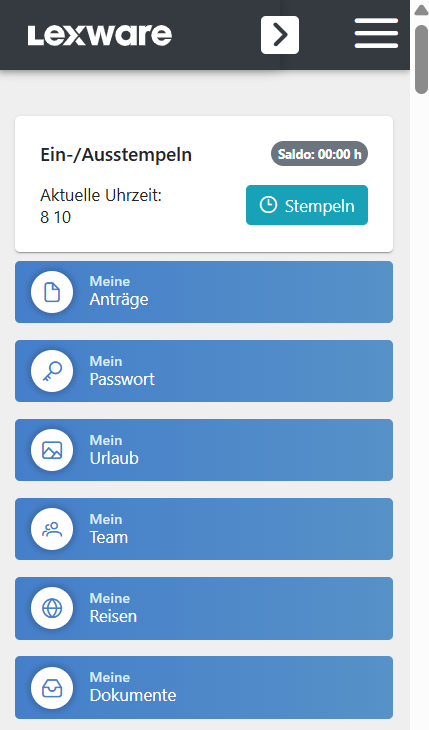 Lexware
Ein-/Ausstempeln
Saldo: 00:00 h
Aktuelle Uhrzeit:
8 10
Stempeln
Meine
Anträge
Mein
Passwort
Mein
Urlaub
Mein
Team
Meine
Reisen
Meine
Dokumente